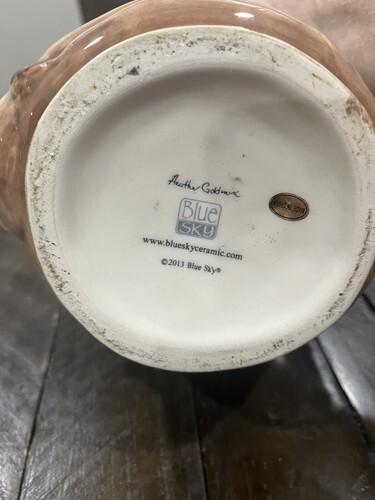 Heather Goldminc
Blue
SKY
www.blueskyceramic.com
©2013 Blue Sky®